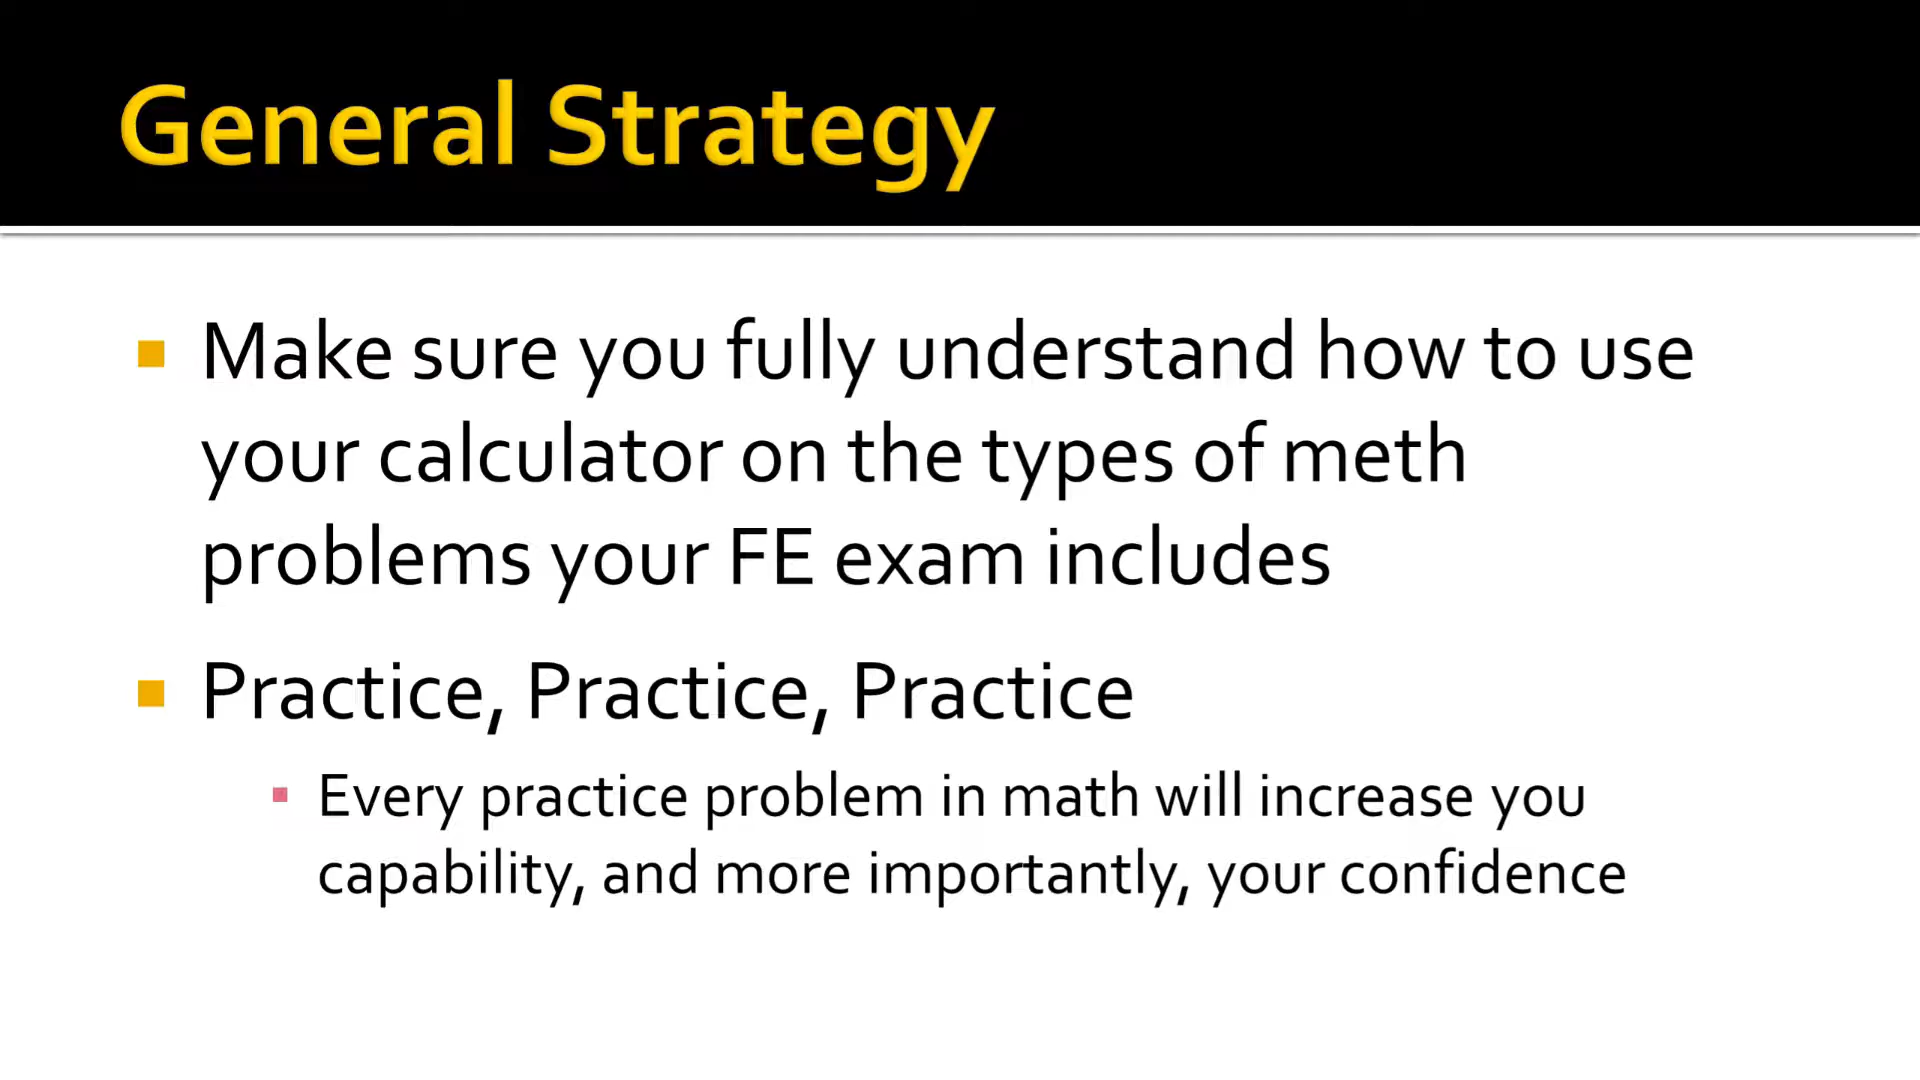 General Strategy
Make sure you fully understand how to use
your calculator on the types of meth
problems your FE exam includes
Practice, Practice, Practice
Every practice problem in math will increase you
capability, and more importantly, your confidence